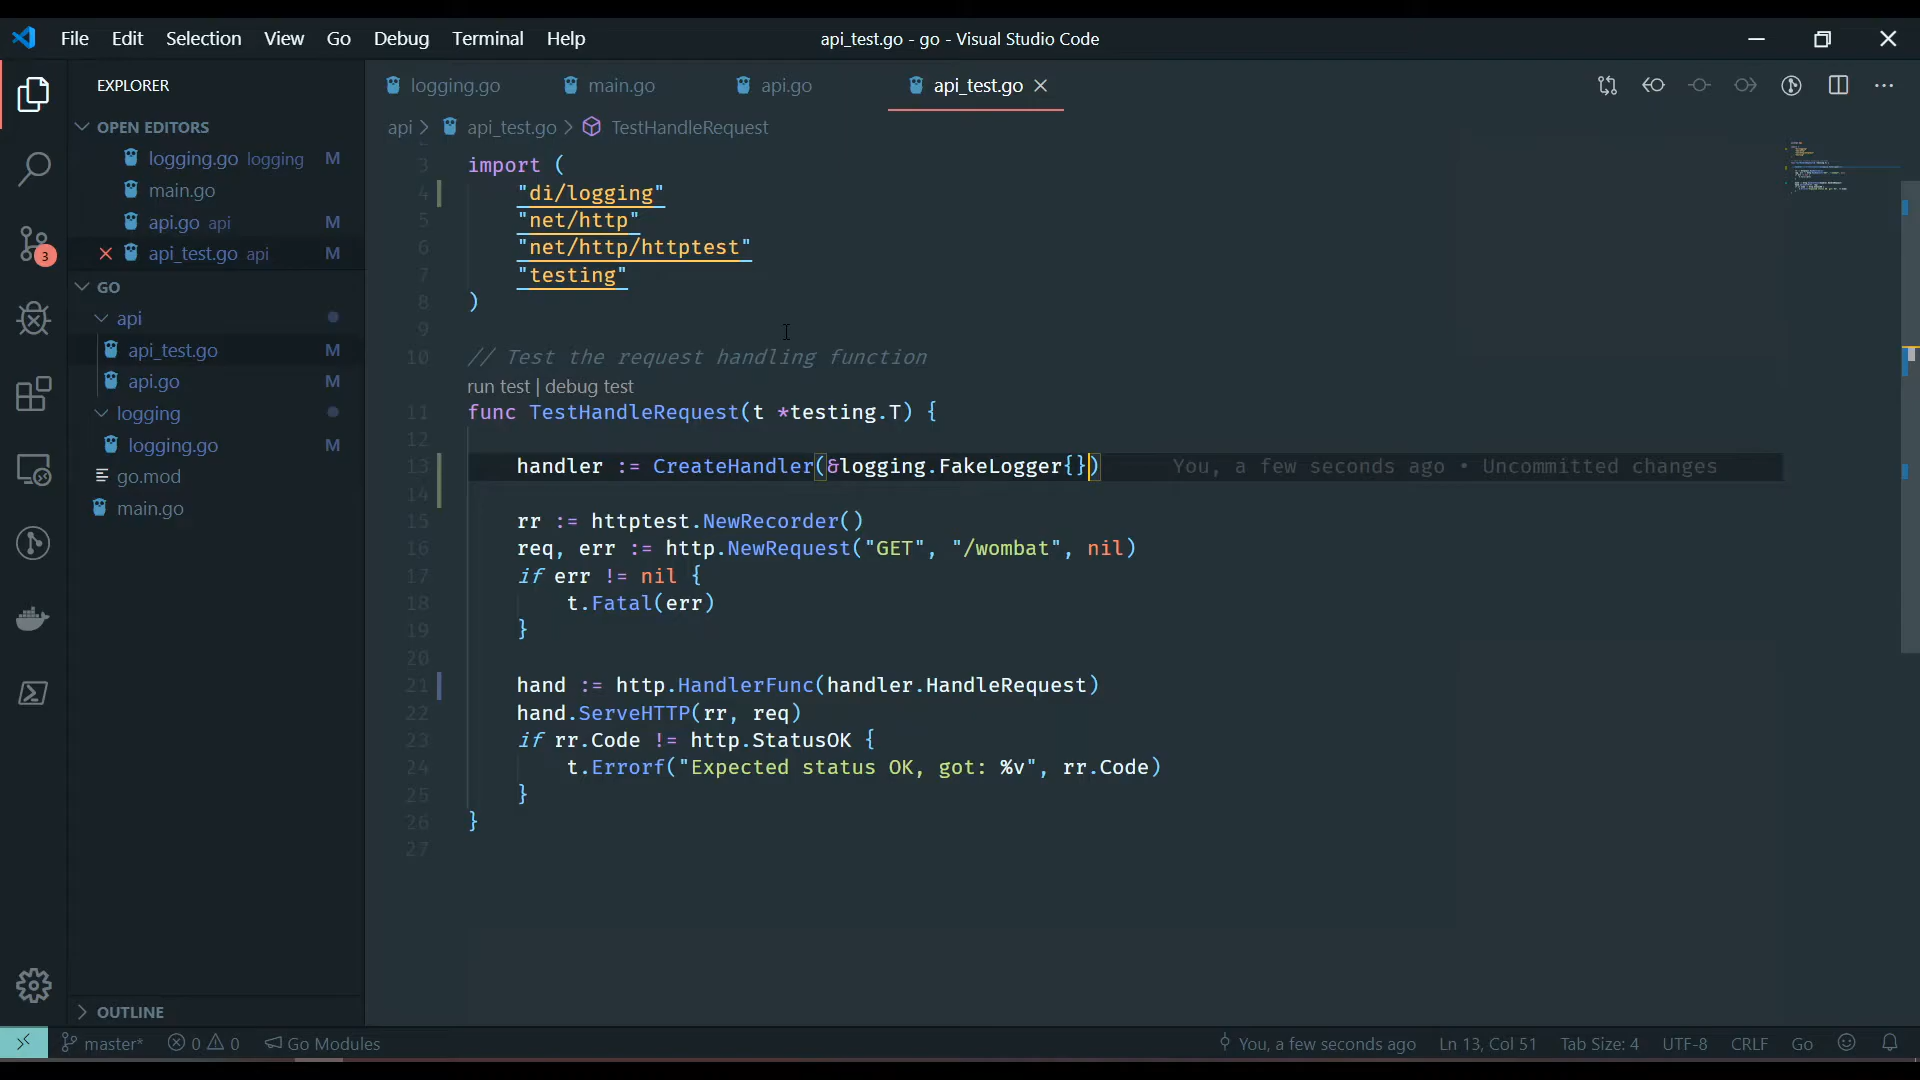 File Edit Selection View Go Debug Terminal Help
api_test.go - go - Visual Studio Code
EXPLORER
OPEN EDITORS
logging.go logging M
main.go
api.go api M
api_test.go api M
GO
api
api_test.go M
api.go M
logging
logging.go M
go.mod
main.go
OUTLINE
3
logging.go main.go api.go api_test.go
api > api_test.go > TestHandleRequest
3 import (
4 "di/logging"
5 "net/http"
6 "net/http/httptest"
7 "testing"
8 )
9
10 // Test the request handling function
run test | debug test
11 func TestHandleRequest(t *testing.T) {
12
13 handler := CreateHandler(&logging.FakeLogger{}) You, a few seconds ago • Uncommitted changes
14
15 rr := httptest.NewRecorder()
16 req, err := http.NewRequest("GET", "/wombat", nil)
17 if err != nil {
18 t.Fatal(err)
19 }
20
21 hand := http.HandlerFunc(handler.HandleRequest)
22 hand.ServeHTTP(rr, req)
23 if rr.Code != http.StatusOK {
24 t.Errorf("Expected status OK, got: %v", rr.Code)
25 }
26 }
27
master* 0 0 Go Modules
You, a few seconds ago Ln 13, Col 51 Tab Size: 4 UTF-8 CRLF Go